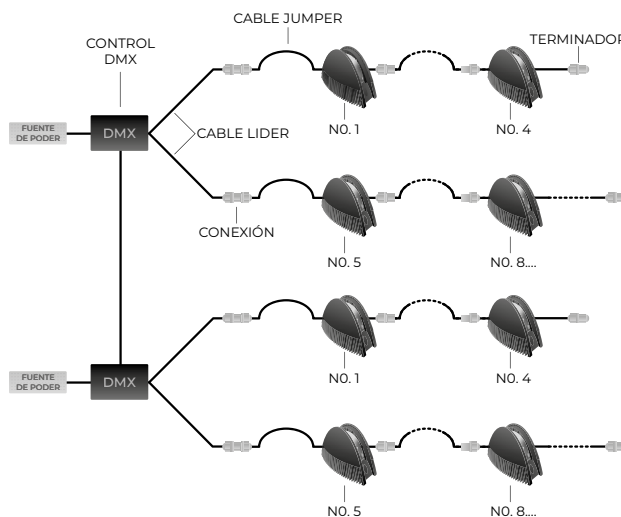 CABLE JUMPER
CONTROL
DMX
TERMINADOR
FUENTE
DE PODER
DMX
CABLE LIDER
N0. 1
N0. 4
CONEXIÓN
N0. 5
N0. 8....
N0. 1
N0. 4
FUENTE
DE PODER
DMX
N0. 5
N0. 8....